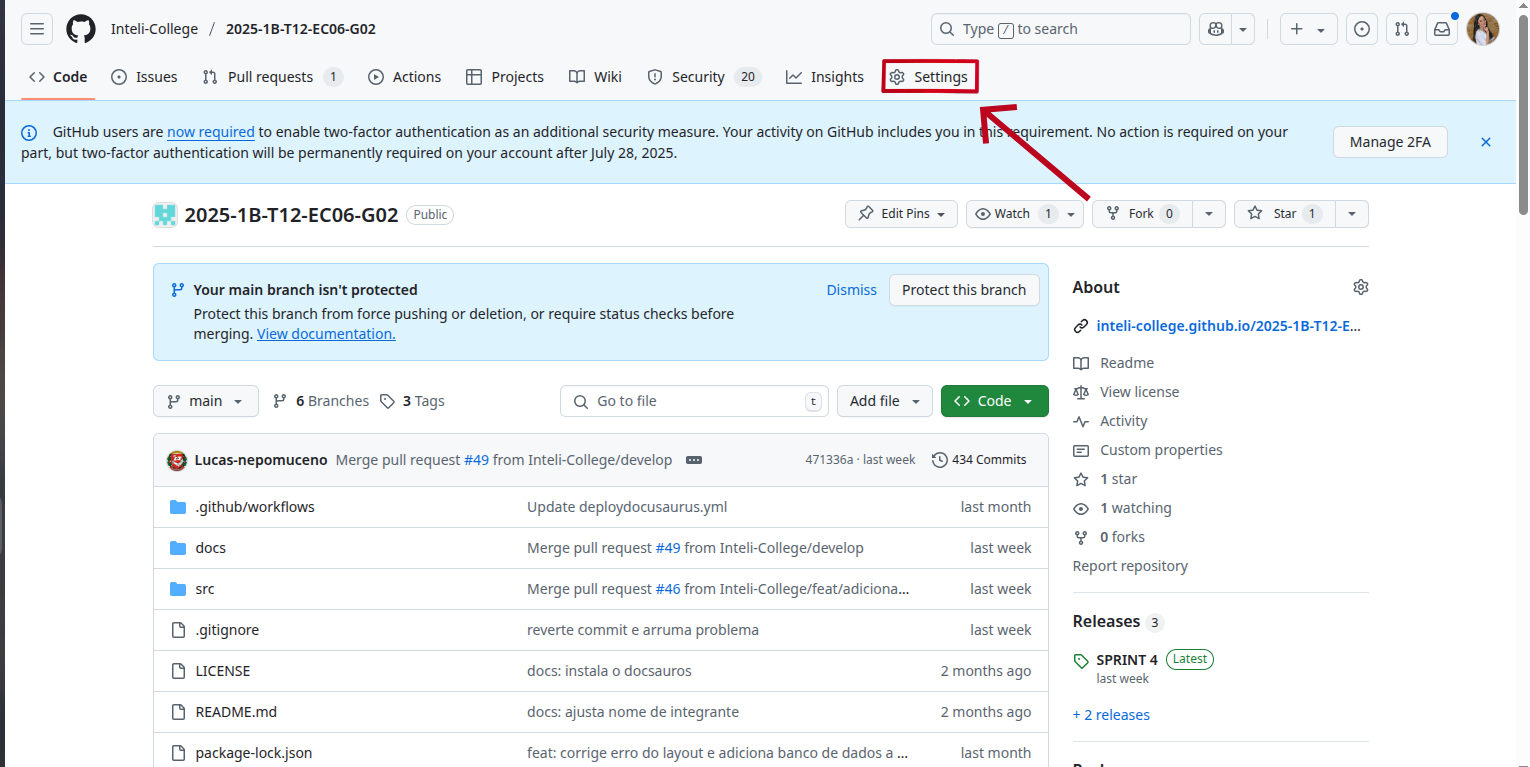 Inteli-College / 2025-1B-T12-EC06-G02
Type / to search
Code Issues Pull requests 1 Actions Projects Wiki Security 20 Insights Settings
GitHub users are now required to enable two-factor authentication as an additional security measure. Your activity on GitHub includes you in this requirement. No action is required on your
part, but two-factor authentication will be permanently required on your account after July 28, 2025.
Manage 2FA
2025-1B-T12-EC06-G02 Public
Edit Pins Watch 1 Fork 0 Star 1
Your main branch isn't protected
Protect this branch from force pushing or deletion, or require status checks before
merging. View documentation.
Dismiss Protect this branch
main 6 Branches 3 Tags Go to file t Add file Code
Lucas-nepomuceno Merge pull request #49 from Inteli-College/develop 471336a · last week 434 Commits
.github/workflows Update deploydocusaurus.yml last month
docs Merge pull request #49 from Inteli-College/develop last week
src Merge pull request #46 from Inteli-College/feat/adiciona... last week
.gitignore reverte commit e arruma problema last week
LICENSE docs: instala o docsauros 2 months ago
README.md docs: ajusta nome de integrante 2 months ago
package-lock.json feat: corrige erro do layout e adiciona banco de dados a ... last month
About
inteli-college.github.io/2025-1B-T12-E...
Readme
View license
Activity
Custom properties
1 star
1 watching
0 forks
Report repository
Releases 3
SPRINT 4 Latest
last week
+ 2 releases